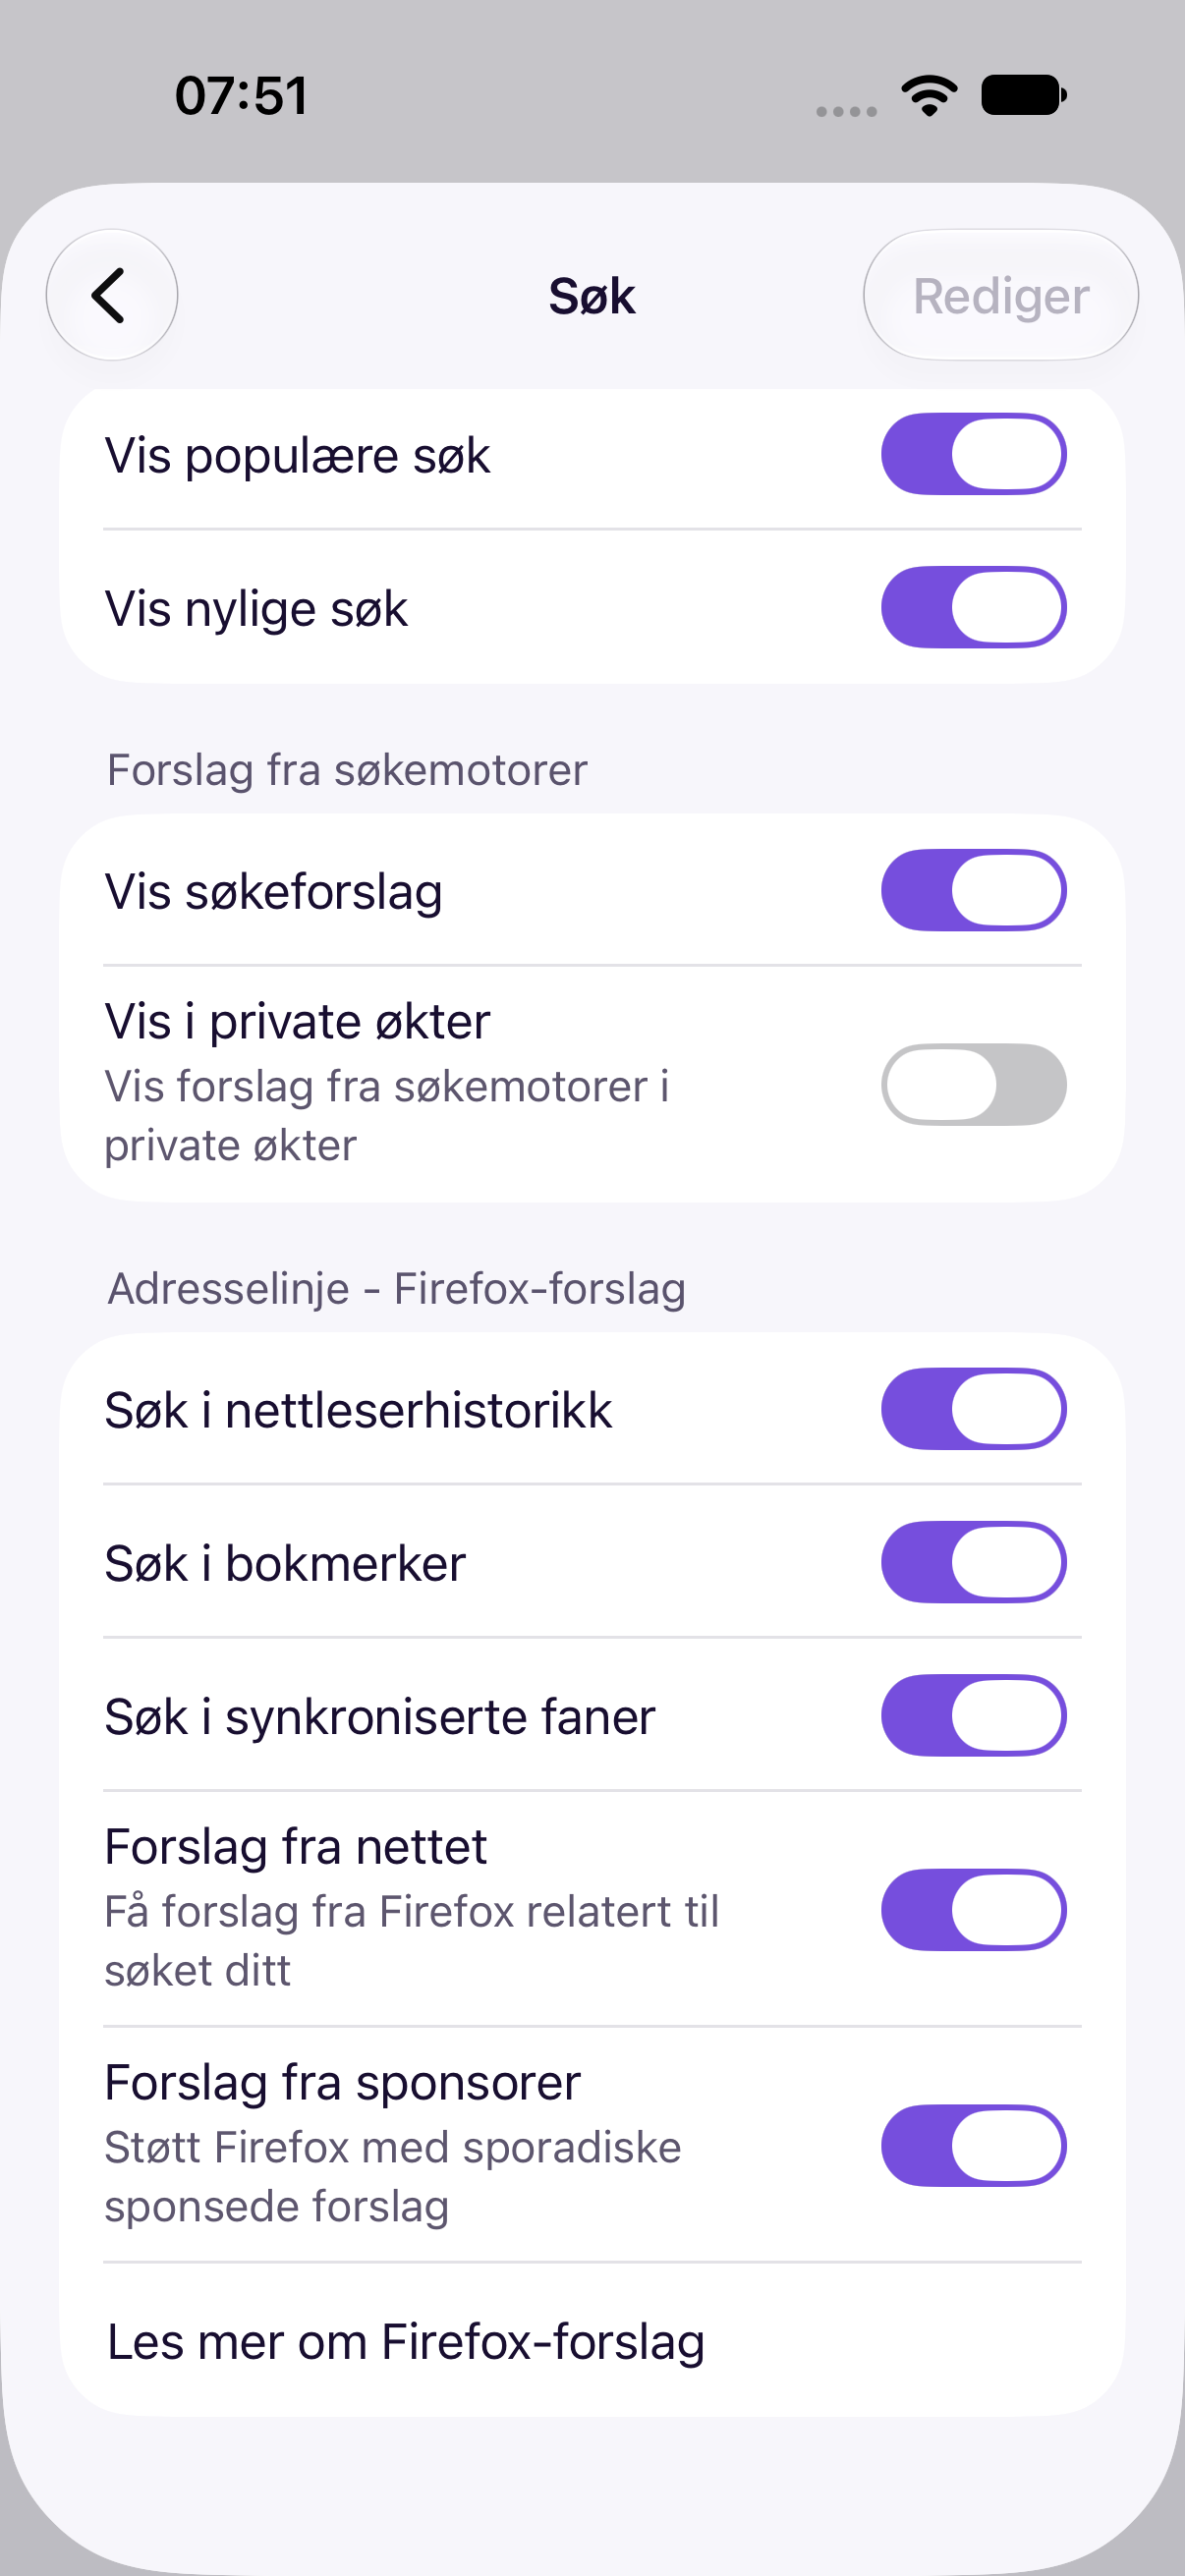 07:51
Søk
Rediger
Vis populære søk
Vis nylige søk
Forslag fra søkemotorer
Vis søkeforslag
Vis i private økter
Vis forslag fra søkemotorer i
private økter
Adresselinje - Firefox-forslag
Søk i nettleserhistorikk
Søk i bokmerker
Søk i synkroniserte faner
Forslag fra nettet
Få forslag fra Firefox relatert til
søket ditt
Forslag fra sponsorer
Støtt Firefox med sporadiske
sponsede forslag
Les mer om Firefox-forslag